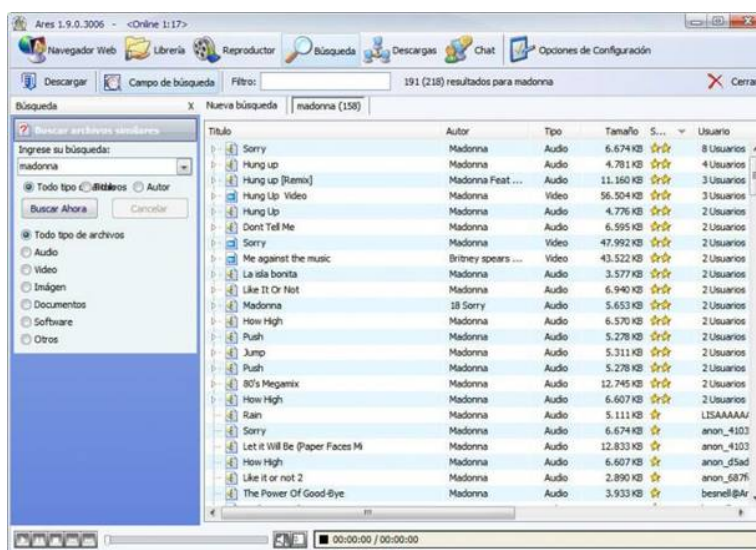 Ares 1.9.0.3006 - <Online 1:17>
Navegador Web Librería Reproductor Búsqueda Descargas Chat Opciones de Configuración
Descargar Campo de búsqueda Filtro: 191 (218) resultados para madonna Cerra
Búsqueda X Nueva búsqueda madonna (158)
Buscar archivos similares
Ingrese su búsqueda:
madonna
Todo tipo Autor
Buscar Ahora Cancelar
Todo tipo de archivos
Audio
Video
Imágen
Documentos
Software
Otros
Titulo Autor Tipo Tamaño S... Usuario
Sorry Madonna Audio 6.674 KB 8 Usuarios
Hung up Madonna Audio 4.781 KB 4 Usuarios
Hung up [Remix] Madonna Feat ... Audio 11.160 KB 3 Usuarios
Hung Up Video Madonna Video 56.504 KB 3 Usuarios
Hung Up Madonna Audio 4.776 KB 2 Usuarios
Dont Tell Me Madonna Audio 6.595 KB 2 Usuarios
Sorry Madonna Video 47.992 KB 2 Usuarios
Me against the music Britney spears ... Video 43.522 KB 2 Usuarios
La isla bonita Madonna Audio 3.577 KB 2 Usuarios
Like It Or Not Madonna Audio 6.940 KB 2 Usuarios
Madonna 18 Sorry Audio 5.653 KB 2 Usuarios
How High Madonna Audio 6.570 KB 2 Usuarios
Push Madonna Audio 5.278 KB 2 Usuarios
Jump Madonna Audio 5.311 KB 2 Usuarios
Push Madonna Audio 5.278 KB 2 Usuarios
80's Megamix Madonna Audio 12.745 KB 2 Usuarios
How High Madonna Audio 6.607 KB 2 Usuarios
Rain Madonna Audio 5.111 KB LISAAAAA
Sorry Madonna Audio 6.674 KB anon_4103
Let it Will Be (Paper Faces Mi Madonna Audio 12.833 KB anon_4103
How High Madonna Audio 6.607 KB anon_d5ad
Like it or not 2 Madonna Audio 2.890 KB anon_687f
The Power Of Good-Bye Madonna Audio 3.933 KB besnell@Ar
00:00:00 / 00:00:00